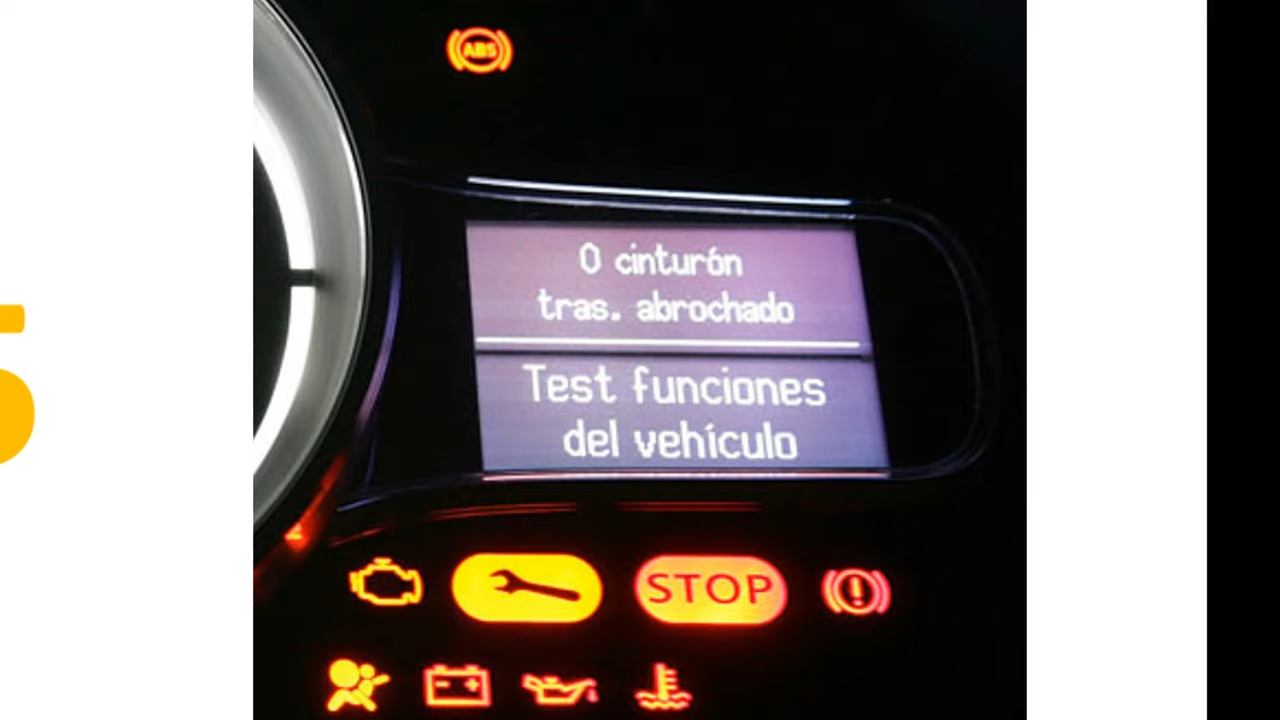 ABS
0 cinturón
tras. abrochado
Test funciones
del vehículo
STOP